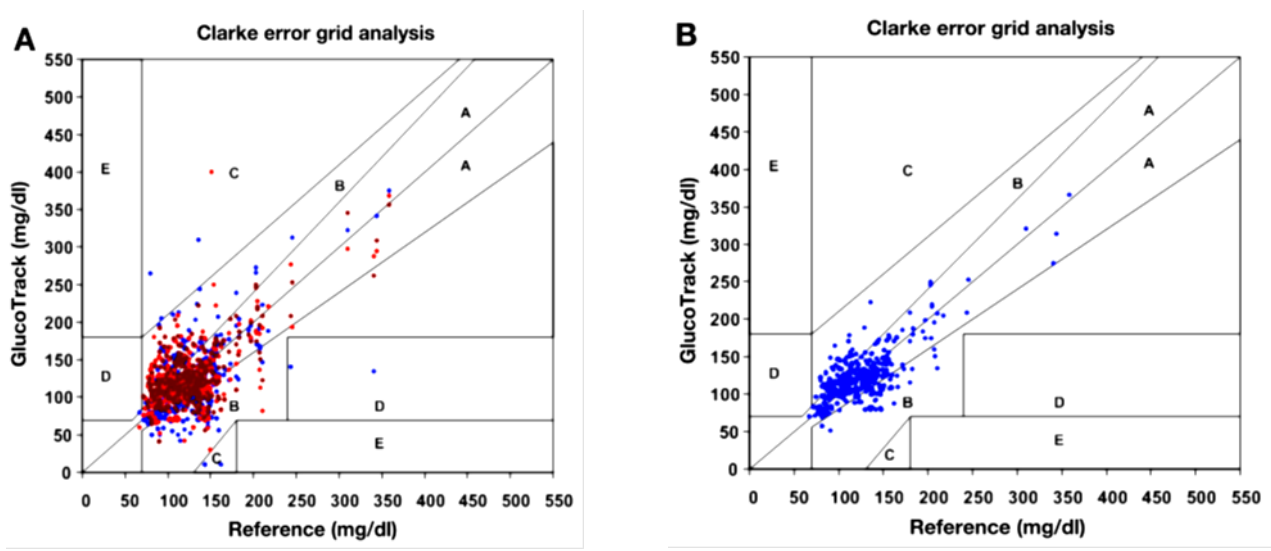 A
Clarke error grid analysis
GlucoTrack (mg/dl)
550
500
450
400
350
300
250
200
150
100
50
0
E
C
B
A
A
D
B
D
C
E
0 50 100 150 200 250 300 350 400 450 500 550
Reference (mg/dl)
B
Clarke error grid analysis
GlucoTrack (mg/dl)
550
500
450
400
350
300
250
200
150
100
50
0
E
C
B
A
A
D
B
D
C
E
0 50 100 150 200 250 300 350 400 450 500 550
Reference (mg/dl)